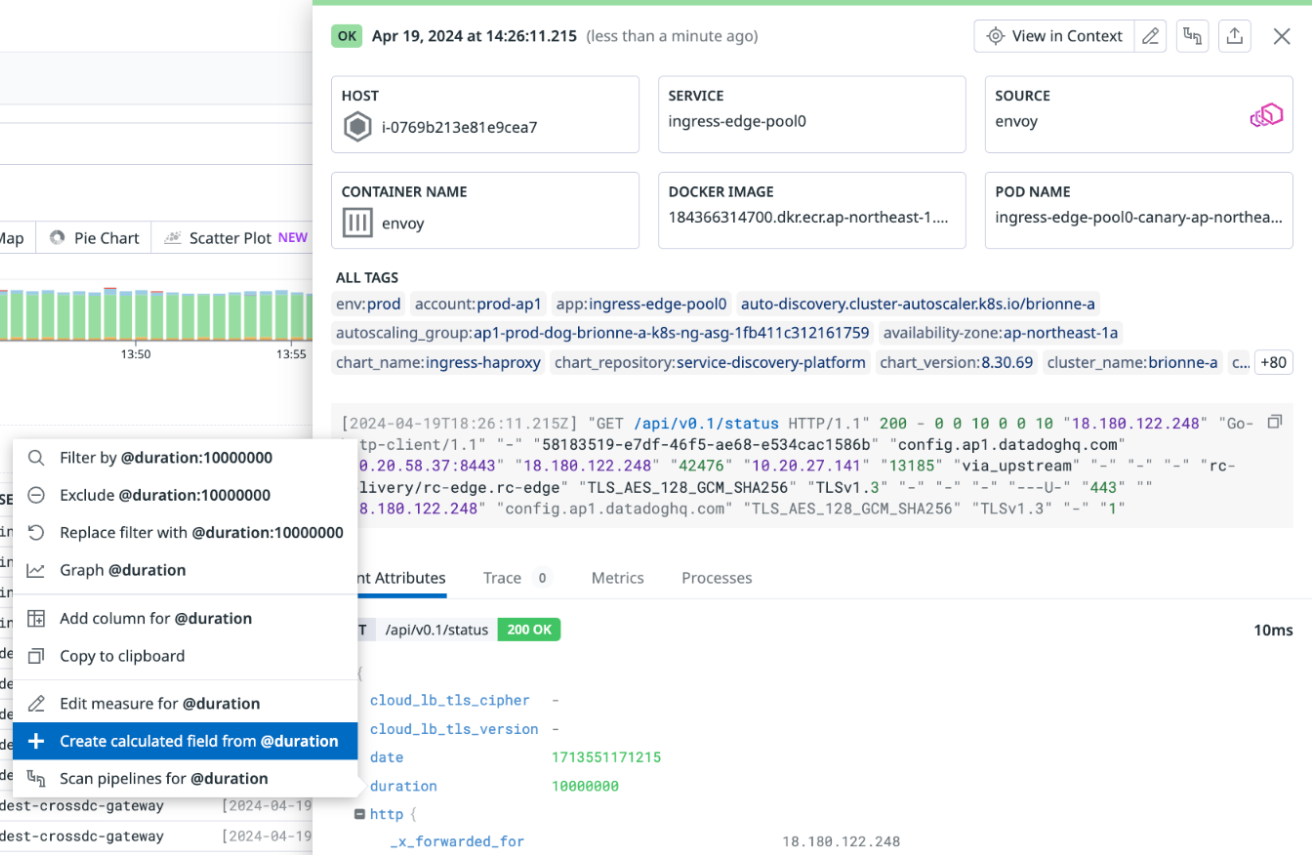 OK Apr 19, 2024 at 14:26:11.215 (less than a minute ago) View in Context
HOST
i-0769b213e81e9cea7
SERVICE
ingress-edge-pool0
SOURCE
envoy
CONTAINER NAME
envoy
DOCKER IMAGE
184366314700.dkr.ecr.ap-northeast-1....
POD NAME
ingress-edge-pool0-canary-ap-northea...
Map Pie Chart Scatter Plot NEW
13:50 13:55
ALL TAGS
env:prod account:prod-ap1 app:ingress-edge-pool0 auto-discovery.cluster-autoscaler.k8s.io/brionne-a
autoscaling_group:ap1-prod-dog-brionne-a-k8s-ng-asg-1fb411c312161759 availability-zone:ap-northeast-1a
chart_name:ingress-haproxy chart_repository:service-discovery-platform chart_version:8.30.69 cluster_name:brionne-a c... +80
[2024-04-19T18:26:11.215Z] "GET /api/v0.1/status HTTP/1.1" 200 - 0 0 10 0 0 10 "18.180.122.248" "Go-
tp-client/1.1" "-" "58183519-e7df-46f5-ae68-e534cac1586b" "config.ap1.datadoghq.com"
0.20.58.37:8443" "18.180.122.248" "42476" "10.20.27.141" "13185" "via_upstream" "-" "-" "-" "rc-
livery/rc-edge.rc-edge" "TLS_AES_128_GCM_SHA256" "TLSv1.3" "-" "-" "-" "---U-" "443" ""
8.180.122.248" "config.ap1.datadoghq.com" "TLS_AES_128_GCM_SHA256" "TLSv1.3" "-" "1"
Filter by @duration:10000000
Exclude @duration:10000000
Replace filter with @duration:10000000
Graph @duration
Add column for @duration
Copy to clipboard
Edit measure for @duration
Create calculated field from @duration
Scan pipelines for @duration
nt Attributes Trace 0 Metrics Processes
T /api/v0.1/status 200 OK 10ms
{
cloud_lb_tls_cipher -
cloud_lb_tls_version -
date 1713551171215
duration 10000000
http {
_x_forwarded_for 18.180.122.248
dest-crossdc-gateway [2024-04-19
dest-crossdc-gateway [2024-04-19